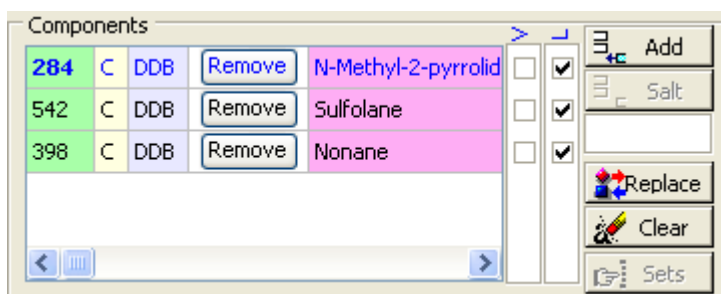 Components
V L
284 C DDB Remove N-Methyl-2-pyrrolid
542 C DDB Remove Sulfolane
398 C DDB Remove Nonane
Add
Salt
Replace
Clear
Sets